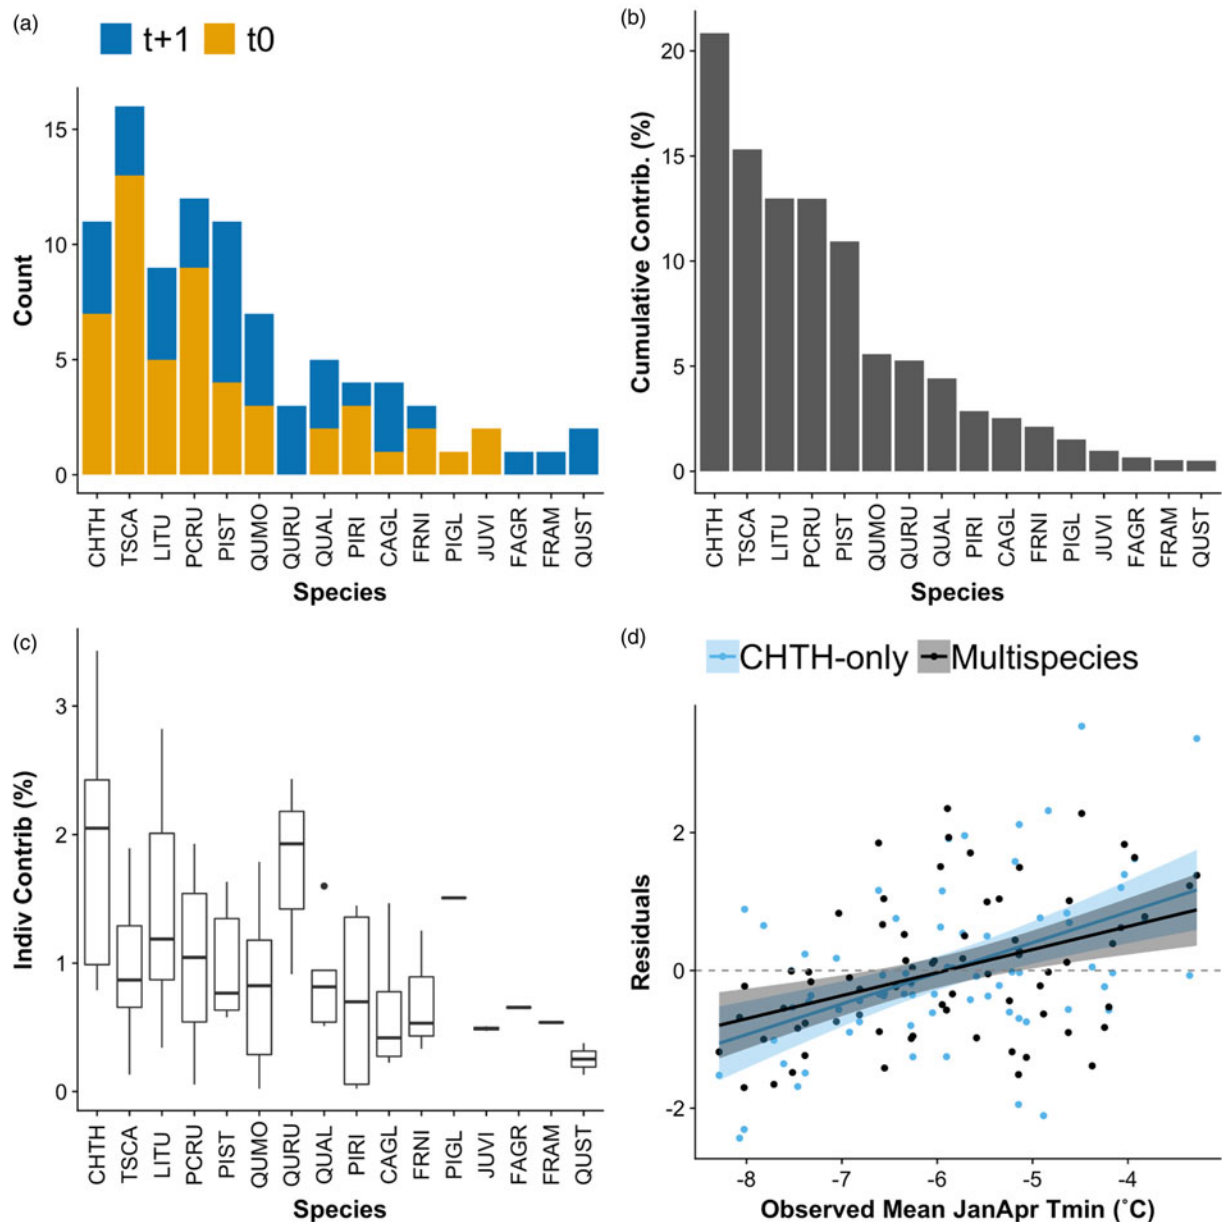 (a)
t+1 t0
Count
15
10
5
0
CHTH TSCA LITU PCRU PIST QUMO QURU QUAL PIRI CAGL FRNI PIGL JUVI FAGR FRAM QUST
Species
(b)
Cumulative Contrib. (%)
20
15
10
5
0
CHTH TSCA LITU PCRU PIST QUMO QURU QUAL PIRI CAGL FRNI PIGL JUVI FAGR FRAM QUST
Species
(c)
Indiv Contrib (%)
3
2
1
0
CHTH TSCA LITU PCRU PIST QUMO QURU QUAL PIRI CAGL FRNI PIGL JUVI FAGR FRAM QUST
Species
(d)
CHTH-only Multispecies
Residuals
2
0
-2
-8 -7 -6 -5 -4
Observed Mean JanApr Tmin (˚C)